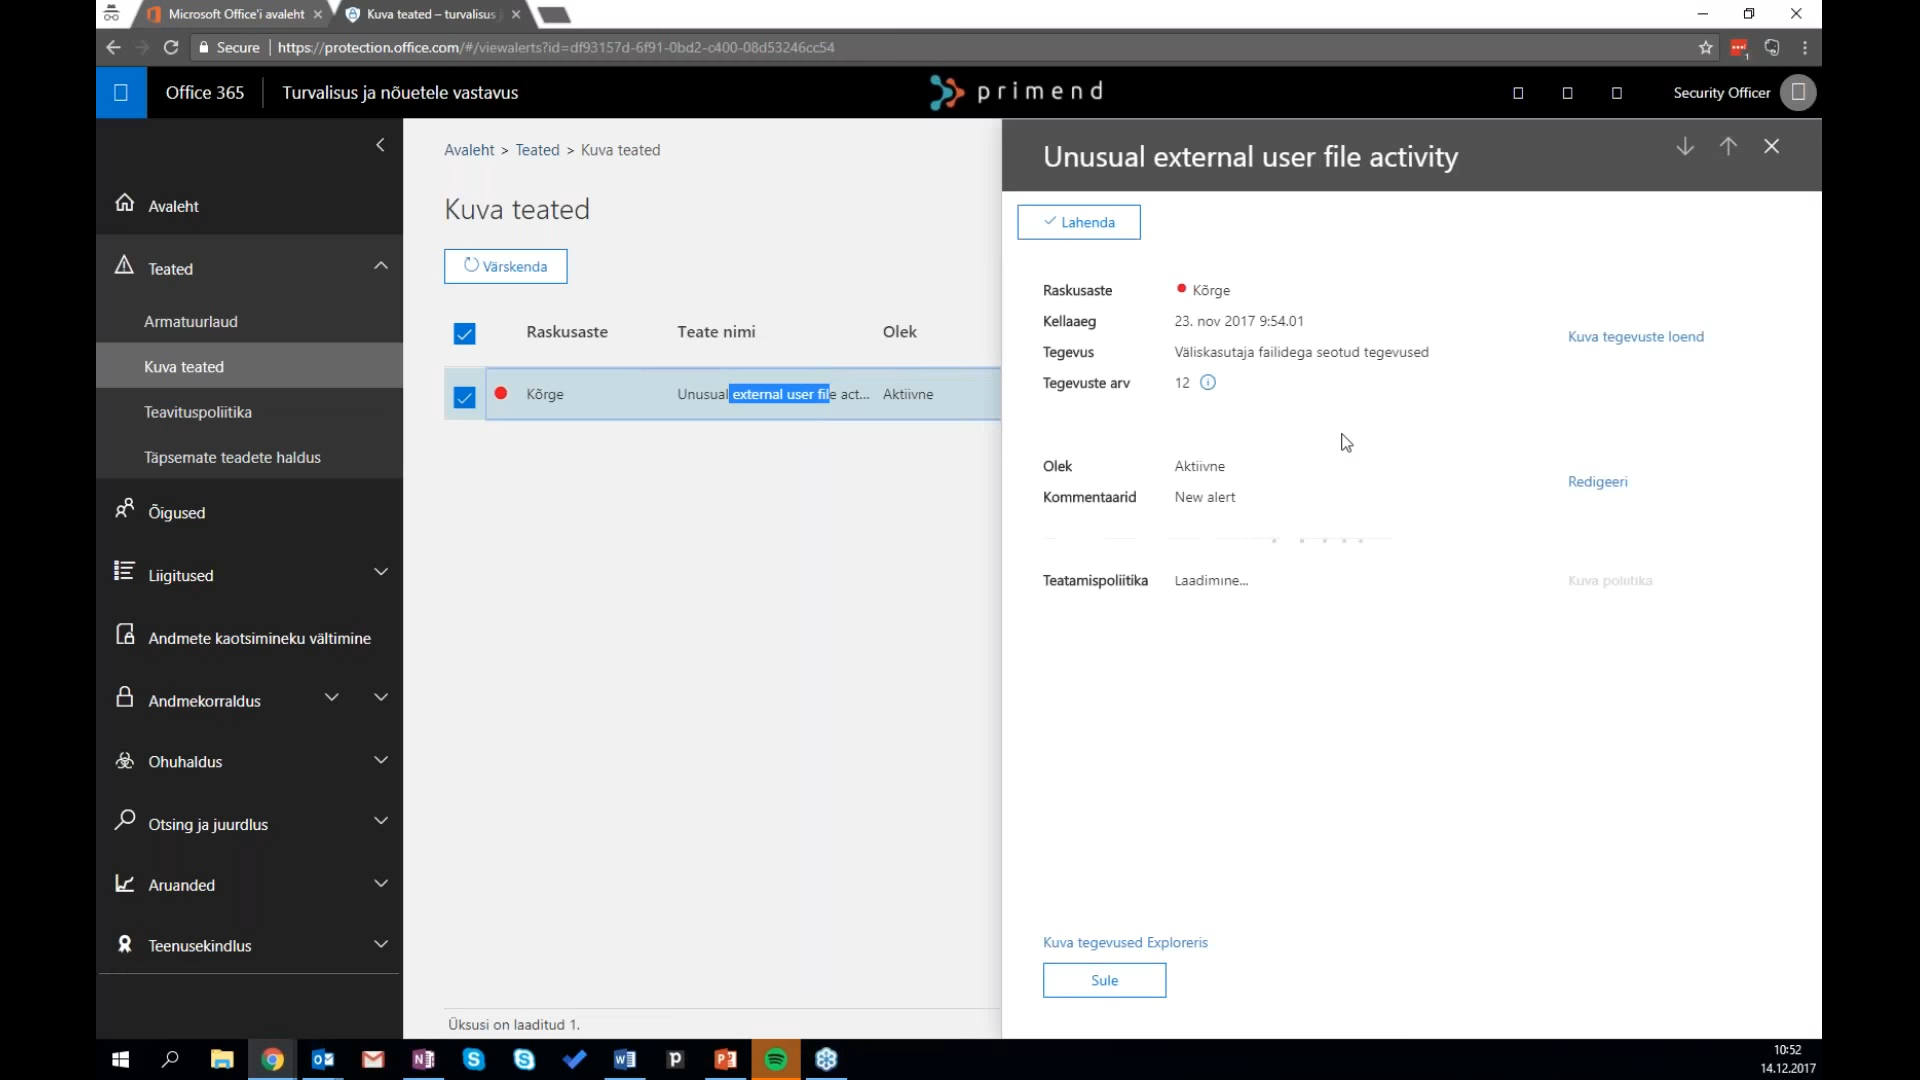 Microsoft Office'i avaleht
Kuva teated – turvalisus
Secure
https://protection.office.com/#/viewalerts?id=df93157d-6f91-0bd2-c400-08d53246cc54
1
Office 365
Turvalisus ja nõuetele vastavus
primend
Security Officer
Avaleht
Teated
Armatuurlaud
Kuva teated
Teavituspoliitika
Täpsemate teadete haldus
Õigused
Liigitused
Andmete kaotsimineku vältimine
Andmekorraldus
Ohuhaldus
Otsing ja juurdlus
Aruanded
Teenusekindlus
Avaleht > Teated > Kuva teated
Kuva teated
Värskenda
Raskusaste Teate nimi Olek
Kõrge Unusual external user file act... Aktiivne
Üksusi on laaditud 1.
Unusual external user file activity
Lahenda
Raskusaste Kõrge
Kellaaeg 23. nov 2017 9:54.01
Kuva tegevuste loend
Tegevus Väliskasutaja failidega seotud tegevused
Tegevuste arv 12
Olek Aktiivne
Redigeeri
Kommentaarid New alert
Teatamispoliitika Laadimine... Kuva poliitika
Kuva tegevused Exploreris
Sule
10:52
14.12.2017